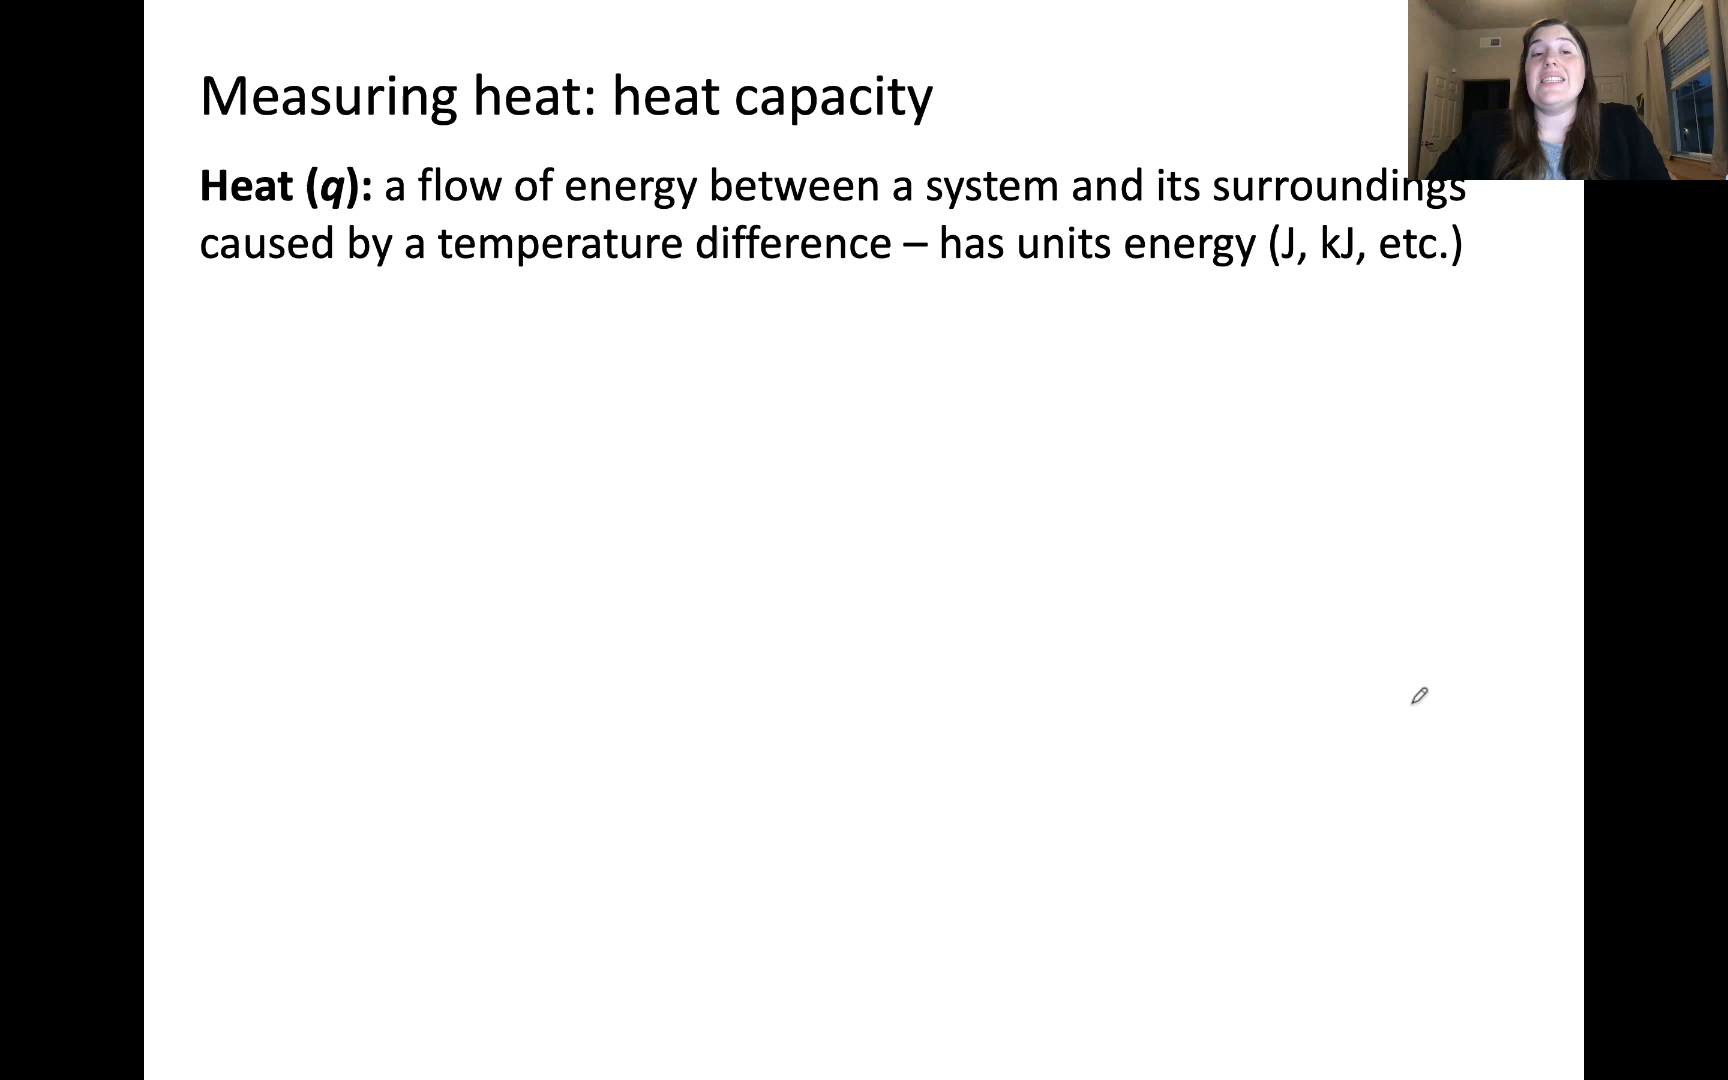 Measuring heat: heat capacity
Heat (q): a flow of energy between a system and its surroundings
caused by a temperature difference – has units energy (J, kJ, etc.)